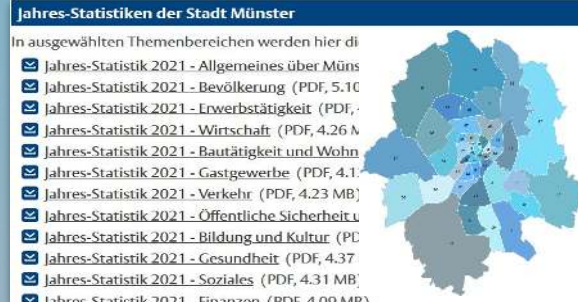 Jahres-Statistiken der Stadt Münster
In ausgewählten Themenbereichen werden hier di
Jahres-Statistik 2021 - Allgemeines über Müns
Jahres-Statistik 2021 - Bevölkerung (PDF, 5.10
Jahres-Statistik 2021 - Erwerbstätigkeit (PDF,
Jahres-Statistik 2021 - Wirtschaft (PDF, 4.26 M
Jahres-Statistik 2021 - Bautätigkeit und Wohn
Jahres-Statistik 2021 - Gastgewerbe (PDF, 4.1
Jahres-Statistik 2021 - Verkehr (PDF, 4.23 MB)
Jahres-Statistik 2021 - Öffentliche Sicherheit u
Jahres-Statistik 2021 - Bildung und Kultur (PD
Jahres-Statistik 2021 - Gesundheit (PDF, 4.37
Jahres-Statistik 2021 - Soziales (PDF, 4.31 MB)
Jahres-Statistik 2021 - Finanzen (PDF, 4.09 MB)